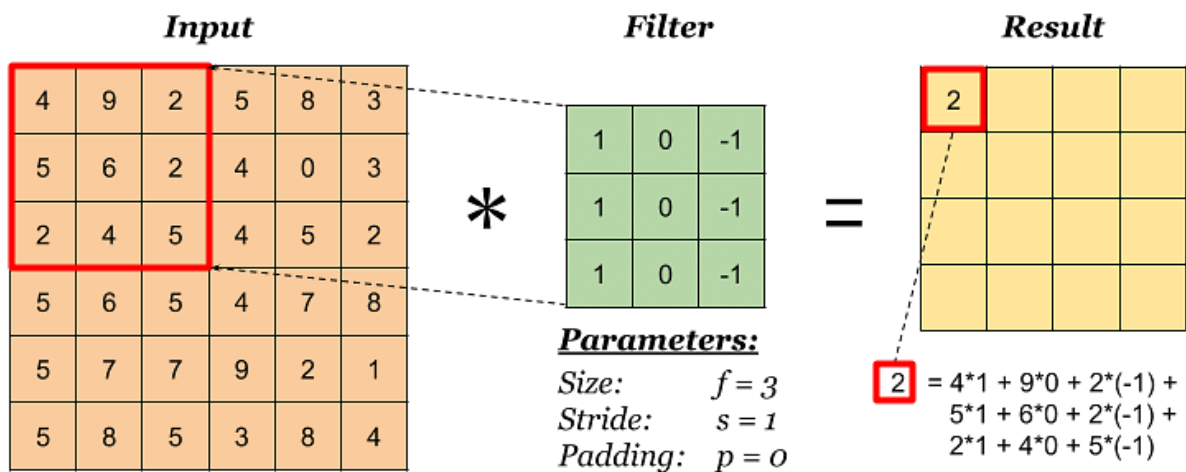 Input Filter Result
4 9 2 5 8 3
5 6 2 4 0 3
2 4 5 4 5 2
5 6 5 4 7 8
5 7 7 9 2 1
5 8 5 3 8 4
*
1 0 -1
1 0 -1
1 0 -1
=
2
Parameters:
Size: f = 3
Stride: s = 1
Padding: p = 0
2 = 4*1 + 9*0 + 2*(-1) +
5*1 + 6*0 + 2*(-1) +
2*1 + 4*0 + 5*(-1)